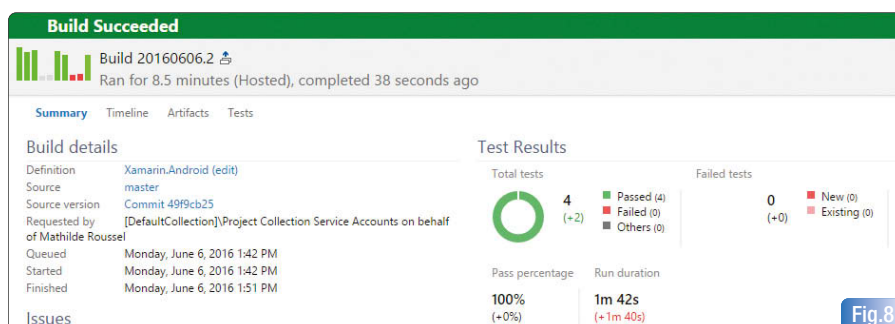 Build Succeeded
Build 20160606.2
Ran for 8.5 minutes (Hosted), completed 38 seconds ago
Summary Timeline Artifacts Tests
Build details
Definition Xamarin.Android (edit)
Source master
Source version Commit 49f9cb25
Requested by [DefaultCollection]\Project Collection Service Accounts on behalf
of Mathilde Roussel
Queued Monday, June 6, 2016 1:42 PM
Started Monday, June 6, 2016 1:42 PM
Finished Monday, June 6, 2016 1:51 PM
Issues
Test Results
Total tests Failed tests
4 Passed (4) 0 New (0)
(+2) Failed (0) (+0) Existing (0)
Others (0)
Pass percentage Run duration
100% 1m 42s
(+0%) (+1m 40s)
Fig.8